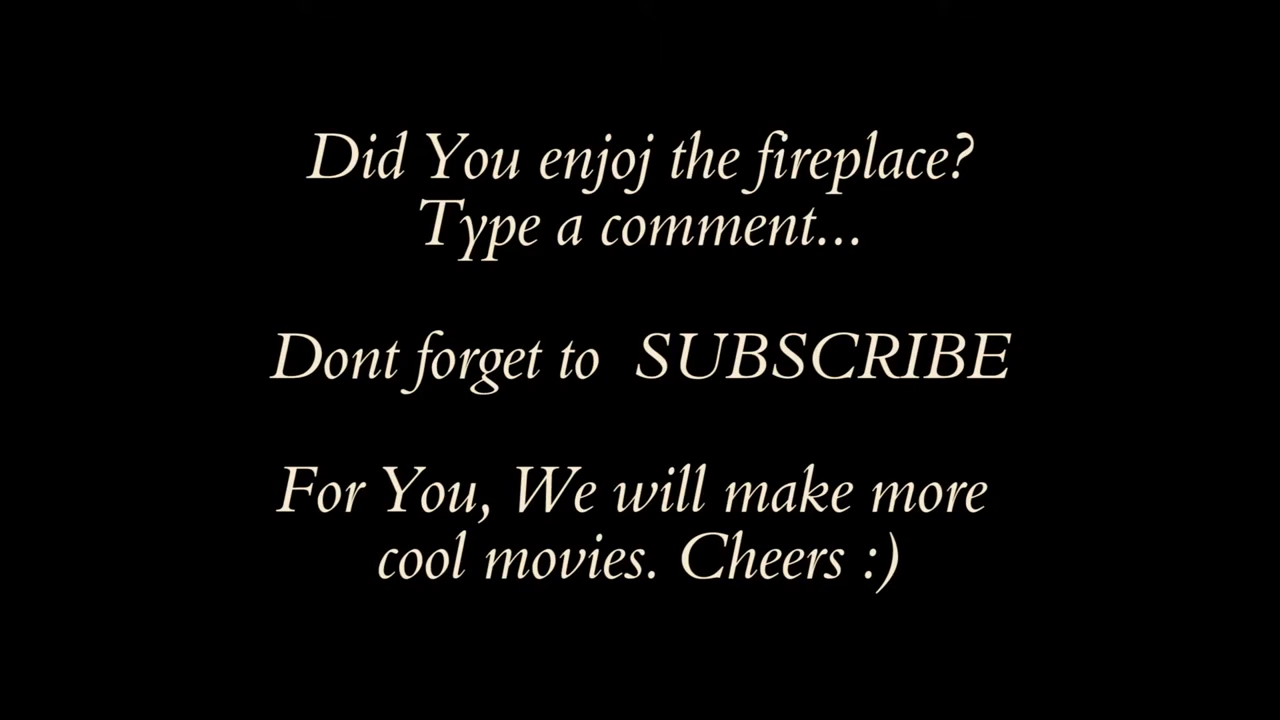 Did You enjoj the fireplace?
Type a comment...
Dont forget to SUBSCRIBE
For You, We will make more
cool movies. Cheers :)